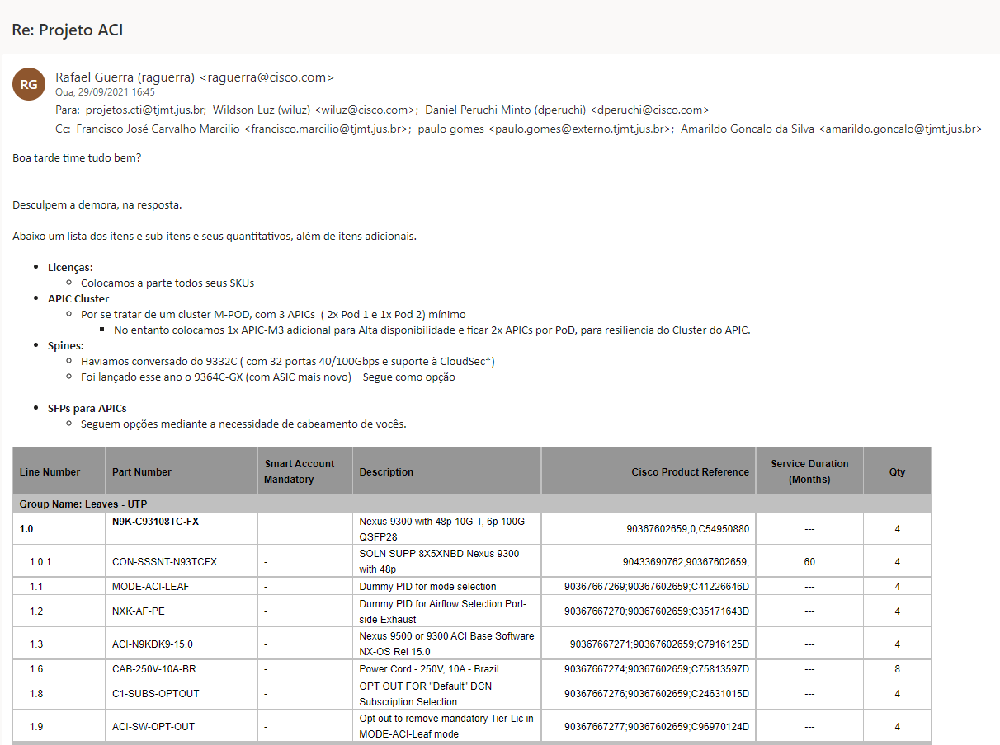 Re: Projeto ACI
RG
Rafael Guerra (raguerra) <raguerra@cisco.com>
Qua, 29/09/2021 16:45
Para: projetos.cti@tjmt.jus.br; Wildson Luz (wiluz) <wiluz@cisco.com>; Daniel Peruchi Minto (dperuchi) <dperuchi@cisco.com>
Cc: Francisco José Carvalho Marcilio <francisco.marcilio@tjmt.jus.br>; paulo gomes <paulo.gomes@externo.tjmt.jus.br>; Amarildo Goncalo da Silva <amarildo.goncalo@tjmt.jus.br>
Boa tarde time tudo bem?
Desculpem a demora, na resposta.
Abaixo um lista dos itens e sub-itens e seus quantitativos, além de itens adicionais.
• Licenças:
○ Colocamos a parte todos seus SKUs
• APIC Cluster
○ Por se tratar de um cluster M-POD, com 3 APICs ( 2x Pod 1 e 1x Pod 2) mínimo
▪ No entanto colocamos 1x APIC-M3 adicional para Alta disponibilidade e ficar 2x APICs por PoD, para resiliencia do Cluster do APIC.
• Spines:
○ Haviamos conversado do 9332C ( com 32 portas 40/100Gbps e suporte à CloudSec*)
○ Foi lançado esse ano o 9364C-GX (com ASIC mais novo) – Segue como opção
• SFPs para APICs
○ Seguem opções mediante a necessidade de cabeamento de vocês.
Line Number Part Number Smart Account Mandatory Description Cisco Product Reference Service Duration (Months) Qty
Group Name: Leaves - UTP
1.0 N9K-C93108TC-FX - Nexus 9300 with 48p 10G-T, 6p 100G QSFP28 90367602659;0;C54950880 --- 4
1.0.1 CON-SSSNT-N93TCFX - SOLN SUPP 8X5XNBD Nexus 9300 with 48p 90433690762;90367602659; 60 4
1.1 MODE-ACI-LEAF - Dummy PID for mode selection 90367667269;90367602659;C41226646D --- 4
1.2 NXK-AF-PE - Dummy PID for Airflow Selection Port-side Exhaust 90367667270;90367602659;C35171643D --- 4
1.3 ACI-N9KDK9-15.0 - Nexus 9500 or 9300 ACI Base Software NX-OS Rel 15.0 90367667271;90367602659;C7916125D --- 4
1.6 CAB-250V-10A-BR - Power Cord - 250V, 10A - Brazil 90367667274;90367602659;C75813597D --- 8
1.8 C1-SUBS-OPTOUT - OPT OUT FOR "Default" DCN Subscription Selection 90367667276;90367602659;C24631015D --- 4
1.9 ACI-SW-OPT-OUT - Opt out to remove mandatory Tier-Lic in MODE-ACI-Leaf mode 90367667277;90367602659;C96970124D --- 4